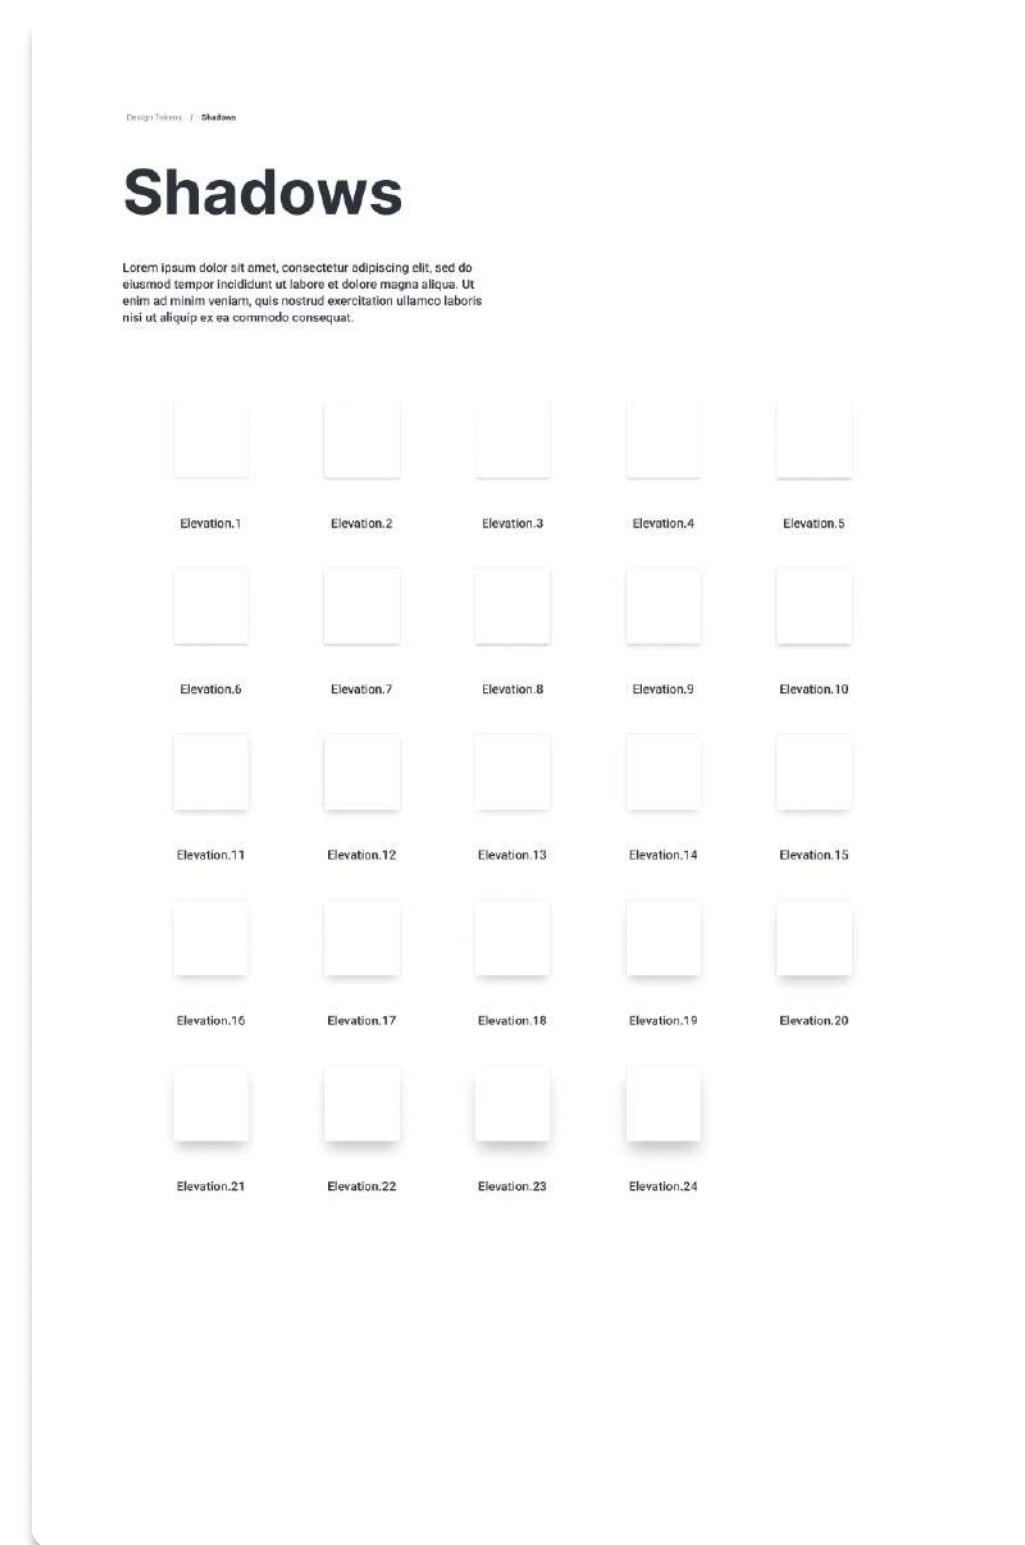 Design Tokens / Shadows
Shadows
Lorem ipsum dolor sit amet, consectetur adipiscing elit, sed do
eiusmod tempor incididunt ut labore et dolore magna aliqua. Ut
enim ad minim veniam, quis nostrud exercitation ullamco laboris
nisi ut aliquip ex ea commodo consequat.
Elevation.1 Elevation.2 Elevation.3 Elevation.4 Elevation.5
Elevation.6 Elevation.7 Elevation.8 Elevation.9 Elevation.10
Elevation.11 Elevation.12 Elevation.13 Elevation.14 Elevation.15
Elevation.16 Elevation.17 Elevation.18 Elevation.19 Elevation.20
Elevation.21 Elevation.22 Elevation.23 Elevation.24